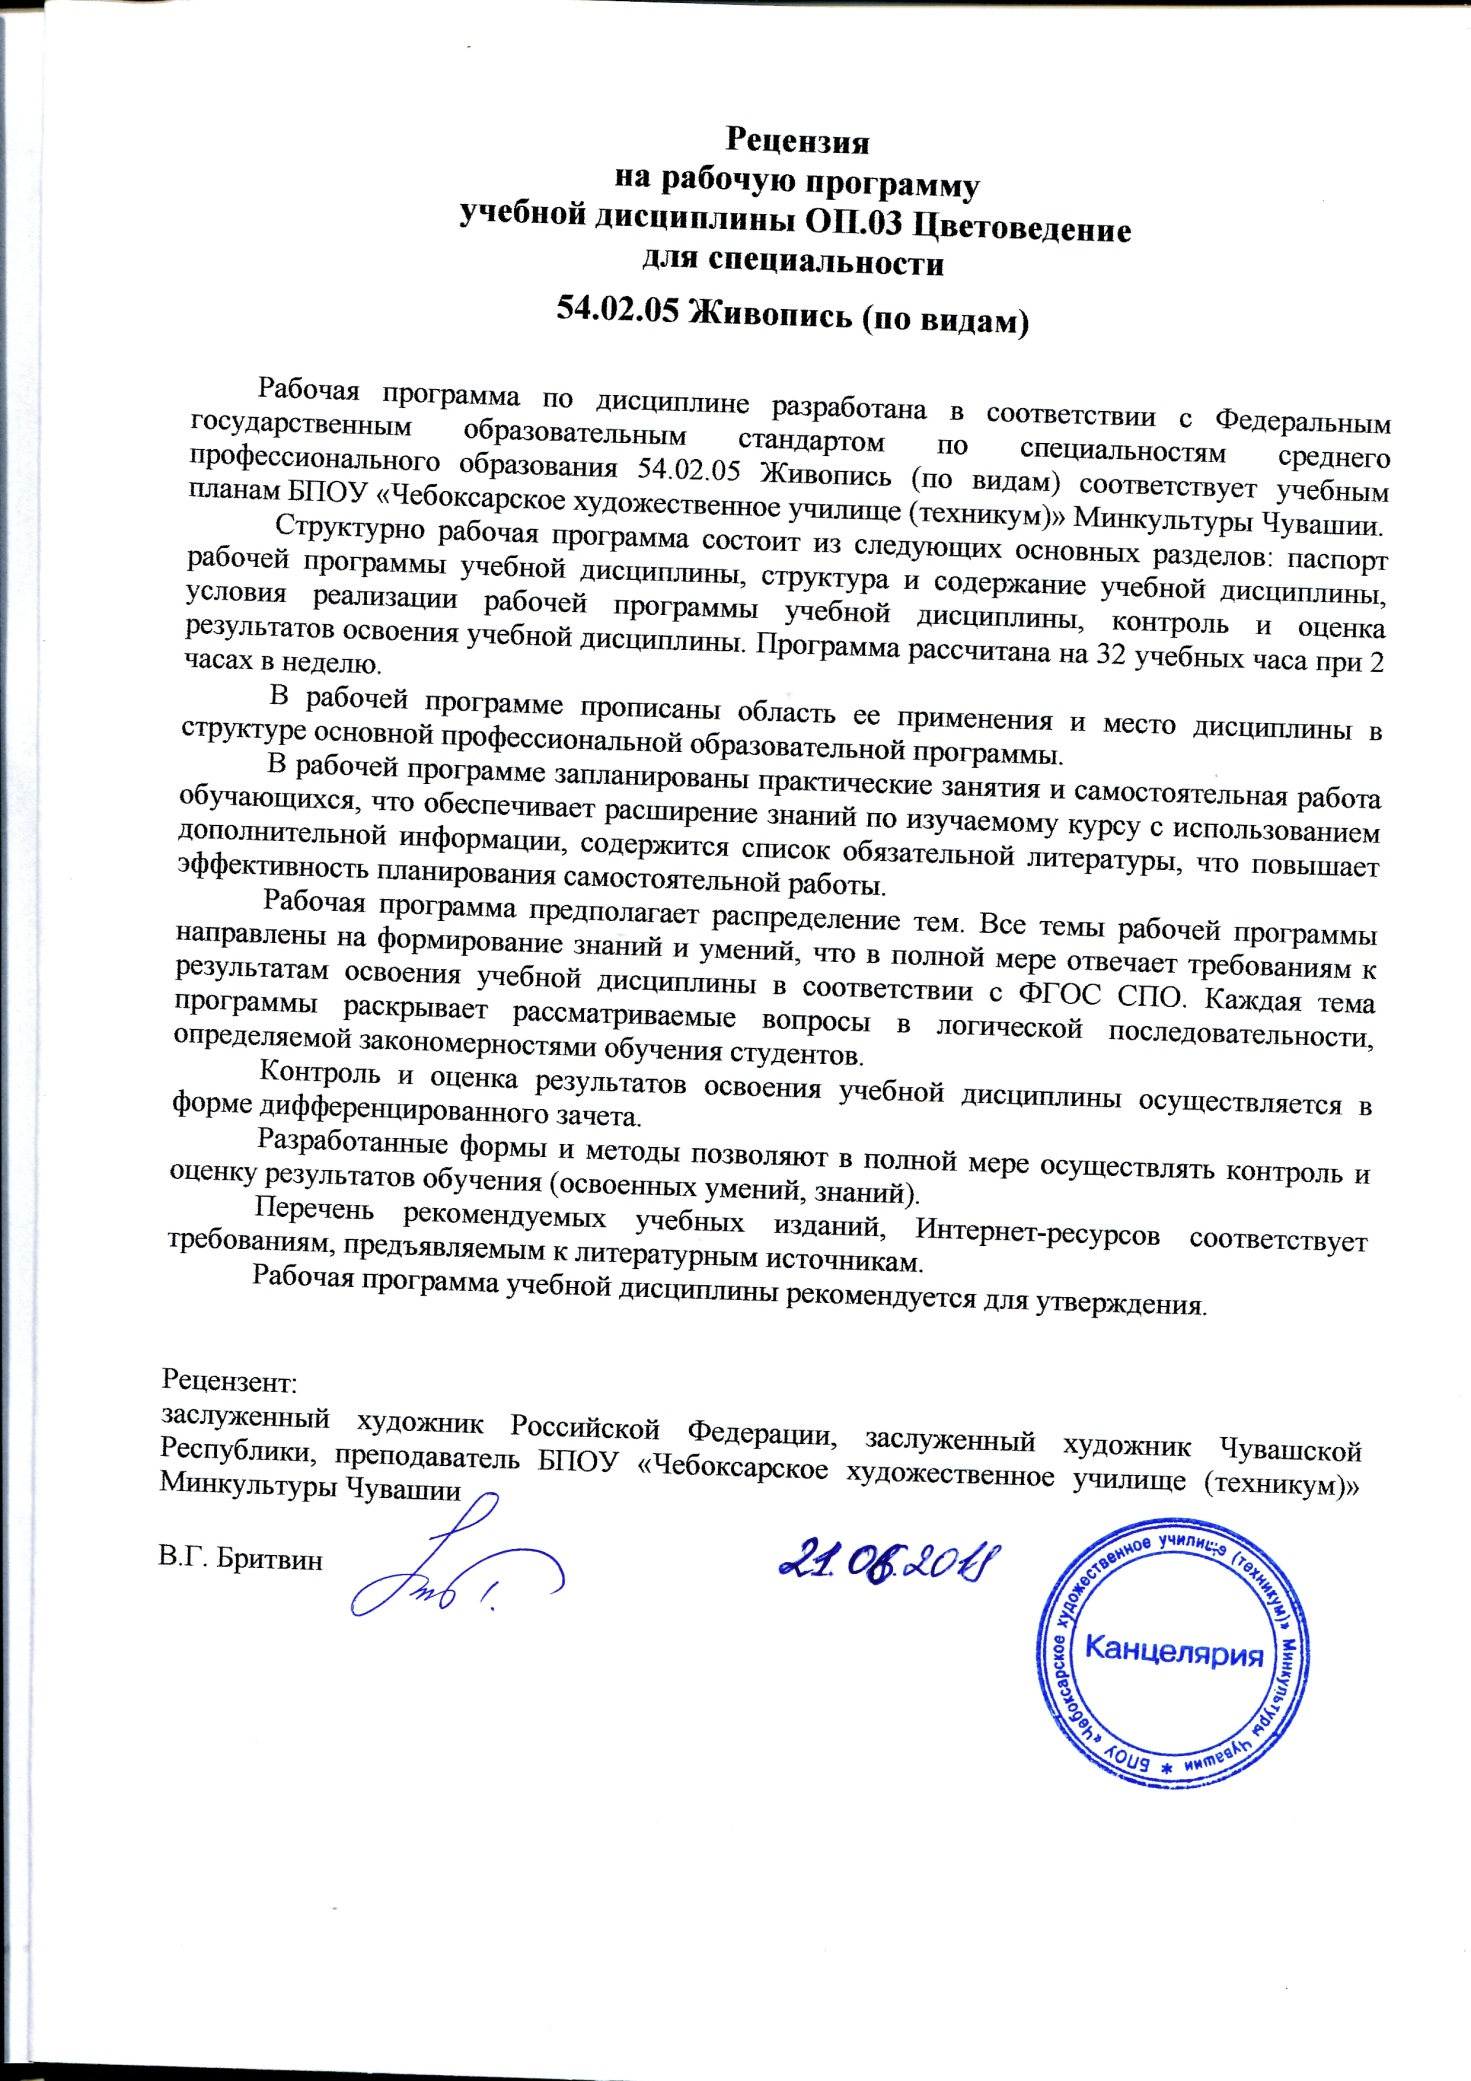 Рецензия
на рабочую программу
учебной дисциплины ОП.03 Цветоведение
для специальности
54.02.05 Живопись (по видам)
Рабочая программа по дисциплине разработана в соответствии с Федеральным
государственным образовательным стандартом по специальностям среднего
профессионального образования 54.02.05 Живопись (по видам) соответствует учебным
планам БПОУ «Чебоксарское художественное училище (техникум)» Минкультуры Чувашии.
Структурно рабочая программа состоит из следующих основных разделов: паспорт
рабочей программы учебной дисциплины, структура и содержание учебной дисциплины,
условия реализации рабочей программы учебной дисциплины, контроль и оценка
результатов освоения учебной дисциплины. Программа рассчитана на 32 учебных часа при 2
часах в неделю.
В рабочей программе прописаны область ее применения и место дисциплины в
структуре основной профессиональной образовательной программы.
В рабочей программе запланированы практические занятия и самостоятельная работа
обучающихся, что обеспечивает расширение знаний по изучаемому курсу с использованием
дополнительной информации, содержится список обязательной литературы, что повышает
эффективность планирования самостоятельной работы.
Рабочая программа предполагает распределение тем. Все темы рабочей программы
направлены на формирование знаний и умений, что в полной мере отвечает требованиям к
результатам освоения учебной дисциплины в соответствии с ФГОС СПО. Каждая тема
программы раскрывает рассматриваемые вопросы в логической последовательности,
определяемой закономерностями обучения студентов.
Контроль и оценка результатов освоения учебной дисциплины осуществляется в
форме дифференцированного зачета.
Разработанные формы и методы позволяют в полной мере осуществлять контроль и
оценку результатов обучения (освоенных умений, знаний).
Перечень рекомендуемых учебных изданий, Интернет-ресурсов соответствует
требованиям, предъявляемым к литературным источникам.
Рабочая программа учебной дисциплины рекомендуется для утверждения.
Рецензент:
заслуженный художник Российской Федерации, заслуженный художник Чувашской
Республики, преподаватель БПОУ «Чебоксарское художественное училище (техникум)»
Минкультуры Чувашии
В.Г. Бритвин
21.06.2018
БПОУ «Чебоксарское художественное училище (техникум)» Минкультуры Чувашии *
Канцелярия